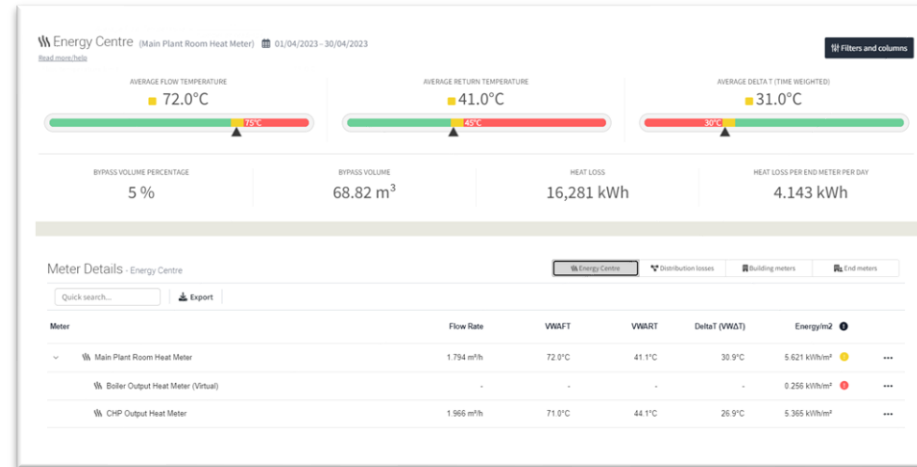 Energy Centre (Main Plant Room Heat Meter) 01/04/2023 - 30/04/2023
Read more/help
Filters and columns
AVERAGE FLOW TEMPERATURE
72.0°C
75°C
AVERAGE RETURN TEMPERATURE
41.0°C
45°C
AVERAGE DELTA T (TIME WEIGHTED)
31.0°C
30°C
BYPASS VOLUME PERCENTAGE
5 %
BYPASS VOLUME
68.82 m³
HEAT LOSS
16,281 kWh
HEAT LOSS PER END METER PER DAY
4.143 kWh
Meter Details - Energy Centre
Energy Centre Distribution losses Building meters End meters
Quick search... Export
Meter Flow Rate VWAFT VWART DeltaT (VWΔT) Energy/m2
Main Plant Room Heat Meter 1.794 m³/h 72.0°C 41.1°C 30.9°C 5.621 kWh/m²
Boiler Output Heat Meter (Virtual) - - - - 0.256 kWh/m²
CHP Output Heat Meter 1.966 m³/h 71.0°C 44.1°C 26.9°C 5.365 kWh/m²